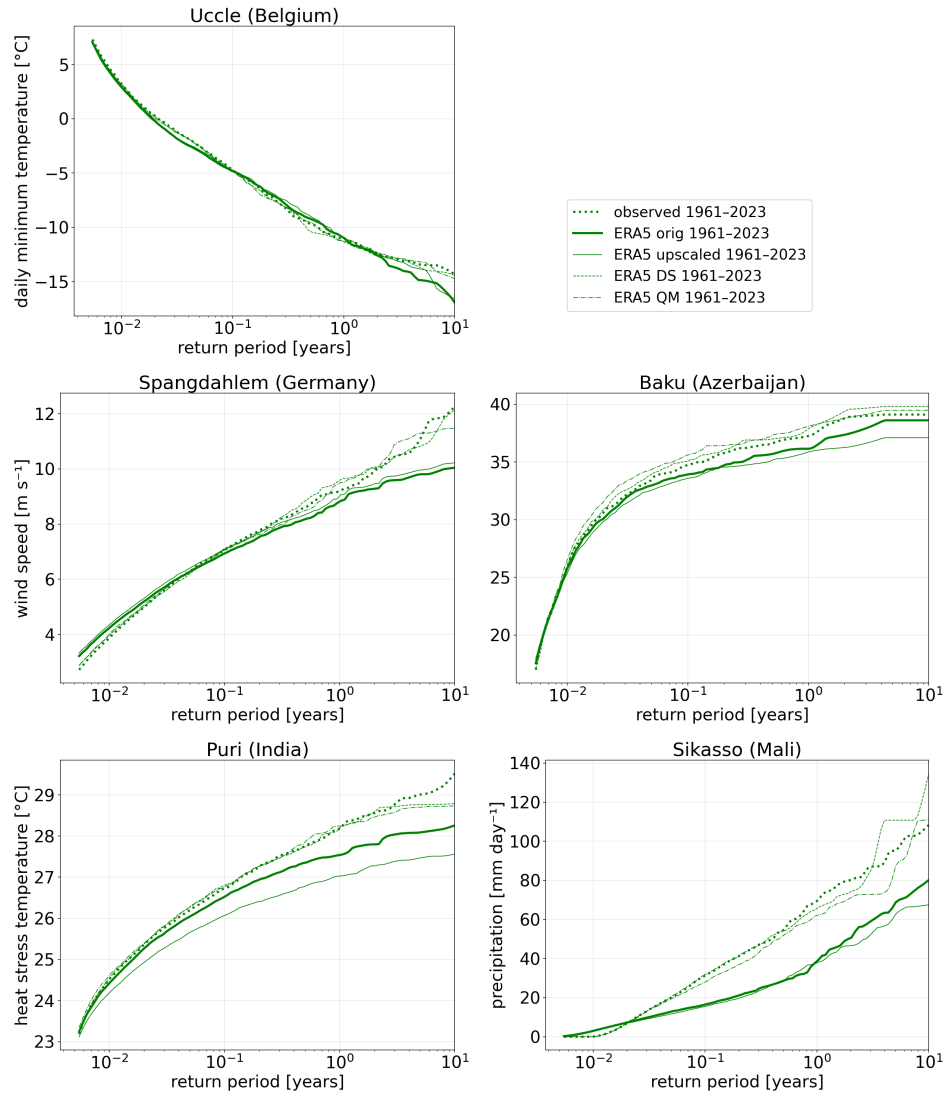 Uccle (Belgium)
daily minimum temperature [°C]
5
0
−5
−10
−15
10⁻² 10⁻¹ 10⁰ 10¹
return period [years]
observed 1961–2023
ERA5 orig 1961–2023
ERA5 upscaled 1961–2023
ERA5 DS 1961–2023
ERA5 QM 1961–2023
Spangdahlem (Germany)
wind speed [m s⁻¹]
12
10
8
6
4
10⁻² 10⁻¹ 10⁰ 10¹
return period [years]
Baku (Azerbaijan)
40
35
30
25
20
10⁻² 10⁻¹ 10⁰ 10¹
return period [years]
Puri (India)
heat stress temperature [°C]
29
28
27
26
25
24
23
10⁻² 10⁻¹ 10⁰ 10¹
return period [years]
Sikasso (Mali)
precipitation [mm day⁻¹]
140
120
100
80
60
40
20
0
10⁻² 10⁻¹ 10⁰ 10¹
return period [years]